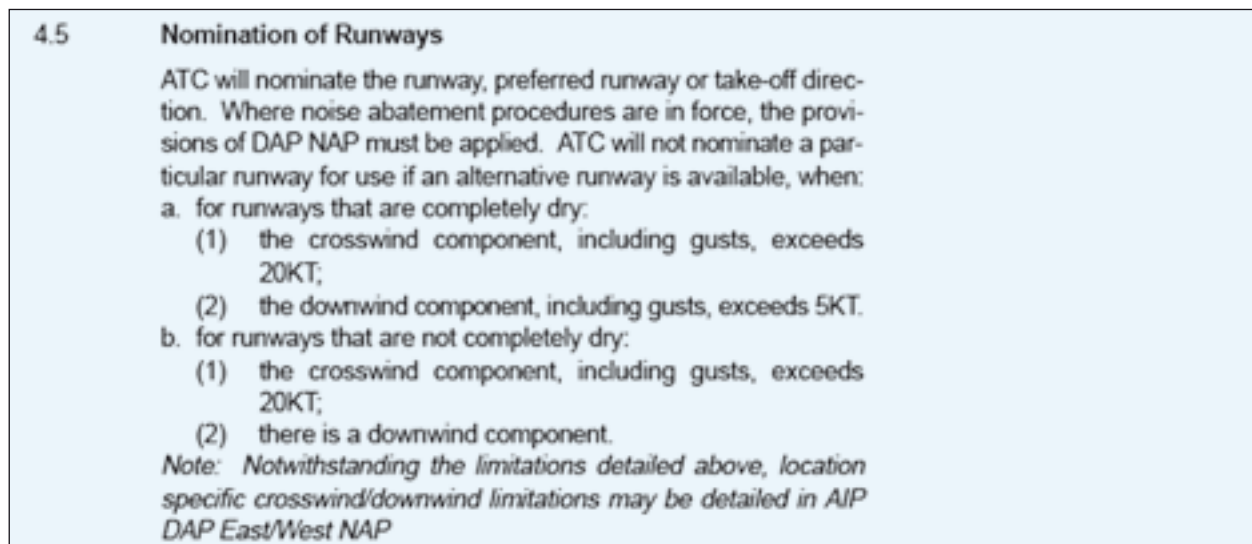 4.5 Nomination of Runways
ATC will nominate the runway, preferred runway or take-off direc-
tion. Where noise abatement procedures are in force, the provi-
sions of DAP NAP must be applied. ATC will not nominate a par-
ticular runway for use if an alternative runway is available, when:
a. for runways that are completely dry:
(1) the crosswind component, including gusts, exceeds
20KT;
(2) the downwind component, including gusts, exceeds 5KT.
b. for runways that are not completely dry:
(1) the crosswind component, including gusts, exceeds
20KT;
(2) there is a downwind component.
Note: Notwithstanding the limitations detailed above, location
specific crosswind/downwind limitations may be detailed in AIP
DAP East/West NAP